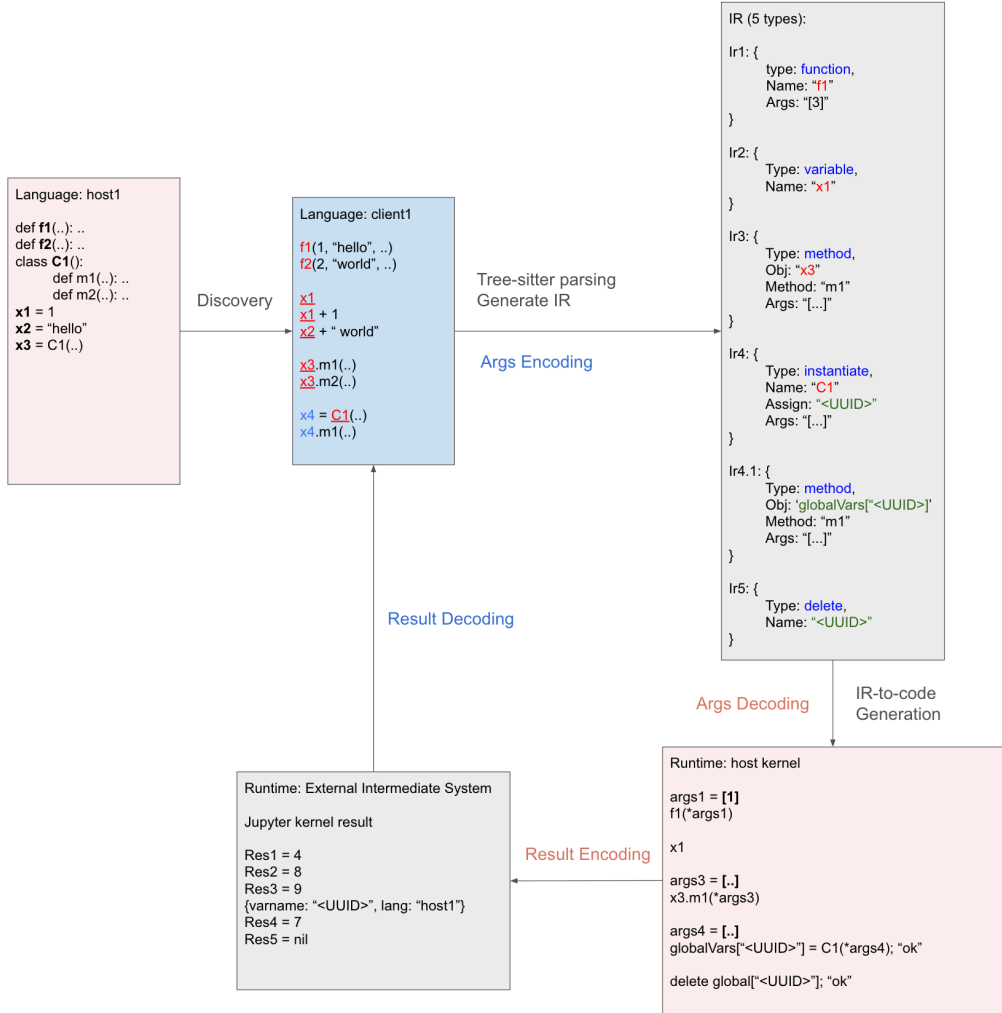 Language: host1
def f1(..): ..
def f2(..): ..
class C1():
def m1(..): ..
def m2(..): ..
x1 = 1
x2 = “hello”
x3 = C1(..)
Discovery
Language: client1
f1(1, “hello”, ..)
f2(2, “world”, ..)
x1
x1 + 1
x2 + “ world”
x3.m1(..)
x3.m2(..)
x4 = C1(..)
x4.m1(..)
Tree-sitter parsing
Generate IR
Args Encoding
IR (5 types):
Ir1: {
type: function,
Name: “f1”
Args: “[3]”
}
Ir2: {
Type: variable,
Name: “x1”
}
Ir3: {
Type: method,
Obj: “x3”
Method: “m1”
Args: “[...]”
}
Ir4: {
Type: instantiate,
Name: “C1”
Assign: “<UUID>”
Args: “[...]”
}
Ir4.1: {
Type: method,
Obj: ‘globalVars[“<UUID>]’
Method: “m1”
Args: “[...]”
}
Ir5: {
Type: delete,
Name: “<UUID>”
}
Args Decoding
IR-to-code
Generation
Runtime: host kernel
args1 = [1]
f1(*args1)
x1
args3 = [..]
x3.m1(*args3)
args4 = [..]
globalVars[“<UUID>”] = C1(*args4); “ok”
delete global[“<UUID>”]; “ok”
Result Encoding
Runtime: External Intermediate System
Jupyter kernel result
Res1 = 4
Res2 = 8
Res3 = 9
{varname: “<UUID>”, lang: “host1”}
Res4 = 7
Res5 = nil
Result Decoding